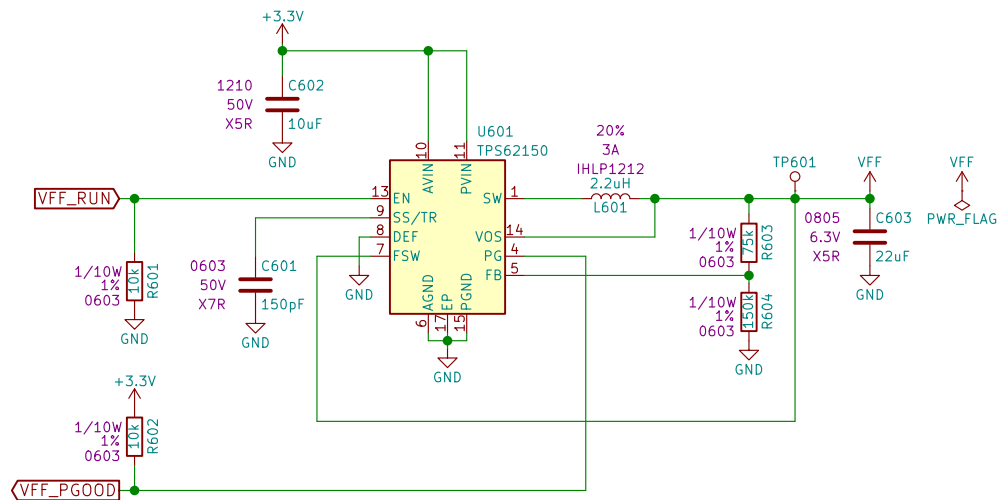 +3.3V
1210
50V
X5R
C602
10uF
GND
U601
TPS62150
10
11
AVIN
PVIN
VFF_RUN
13
EN
9
SS/TR
8
DEF
7
FSW
SW
1
VOS
14
PG
4
FB
5
AGND
EP
PGND
6
17
15
GND
20%
3A
IHLP1212
2.2uH
L601
TP601
VFF
VFF
PWR_FLAG
1/10W
1%
0603
10k
R601
GND
0603
50V
X7R
C601
150pF
GND
GND
1/10W
1%
0603
75k
R603
1/10W
1%
0603
150k
R604
GND
0805
6.3V
X5R
C603
22uF
GND
+3.3V
1/10W
1%
0603
10k
R602
VFF_PGOOD